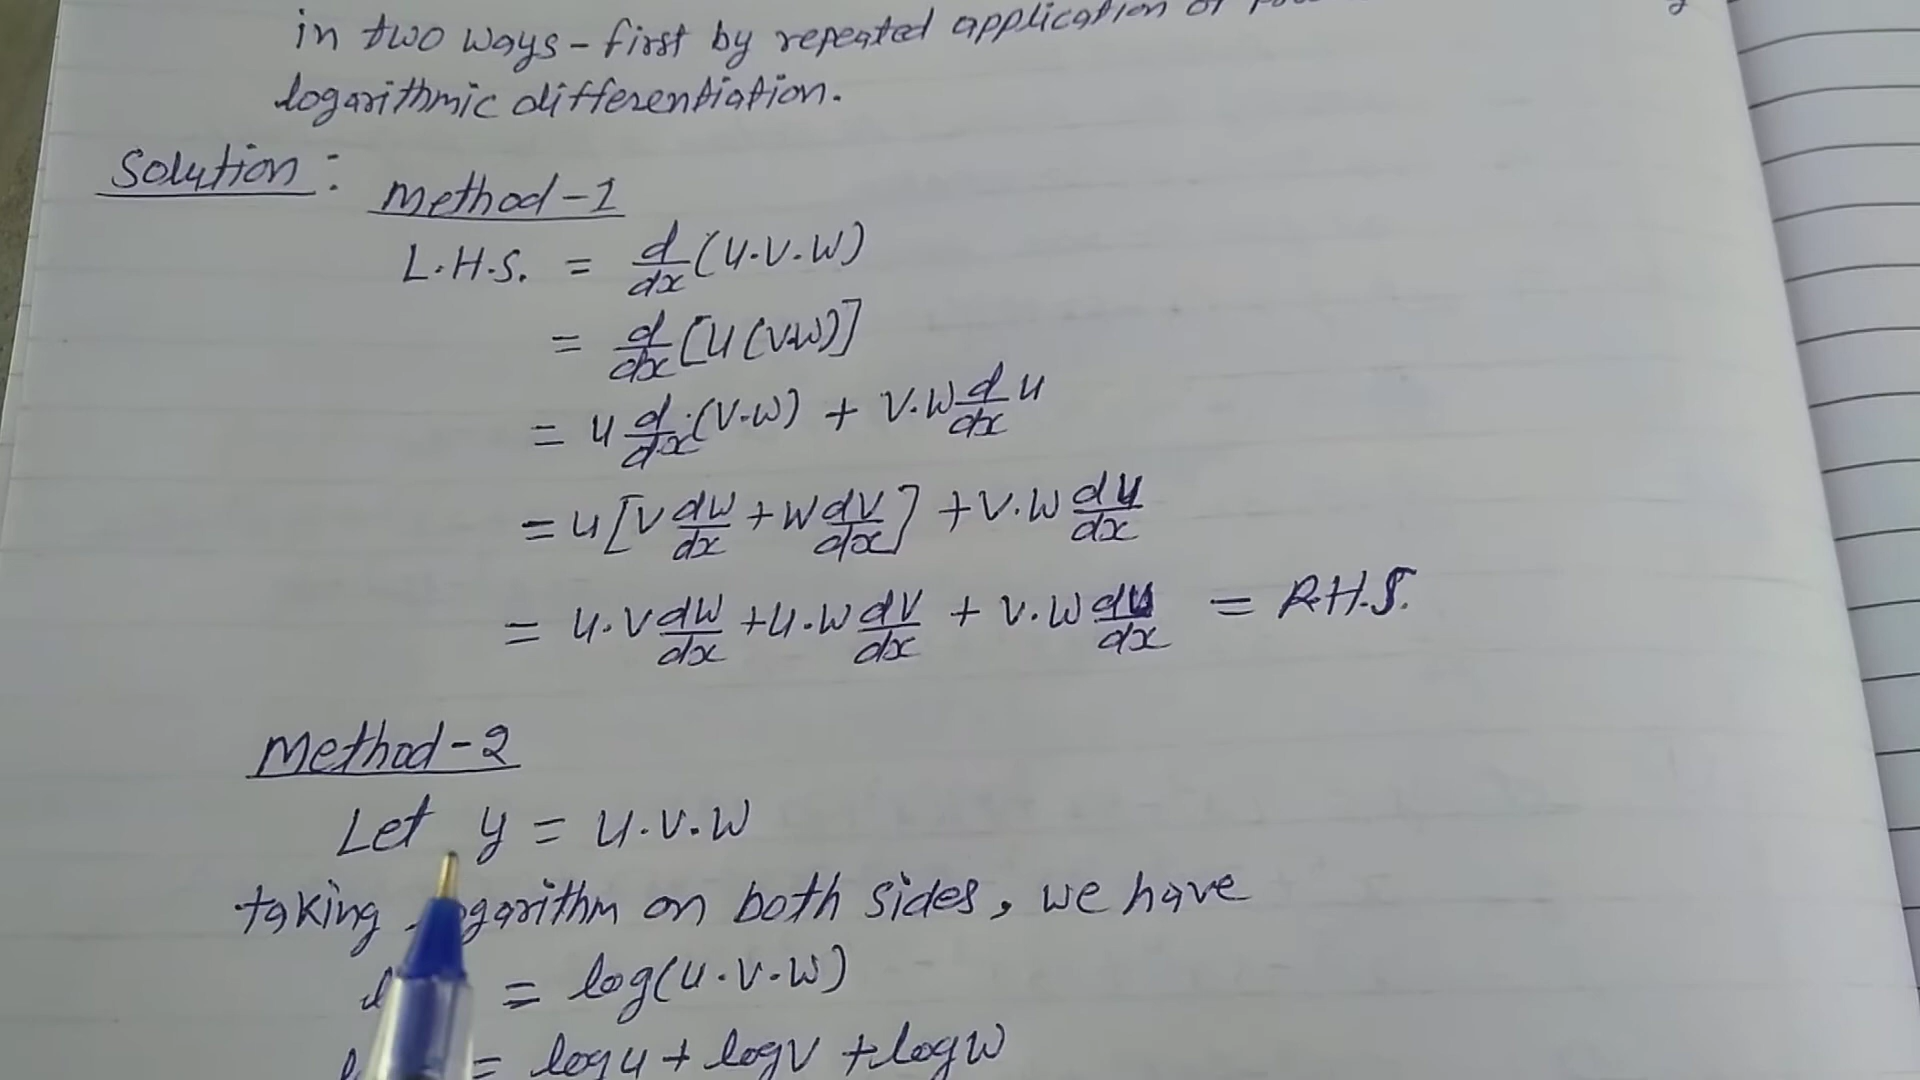 in two ways - first by repeated application of
logarithmic differentiation.
Solution :
Method-1
L.H.S. = d/dx (u.v.w)
= d/dx [u (v.w)]
= u d/dx (v.w) + v.w d/dx u
= u [v dw/dx + w dv/dx] + v.w du/dx
= u.v dw/dx + u.w dv/dx + v.w du/dx = R.H.S.
Method-2
Let y = u.v.w
taking logarithm on both sides, we have
= log(u.v.w)
= log u + log v + log w